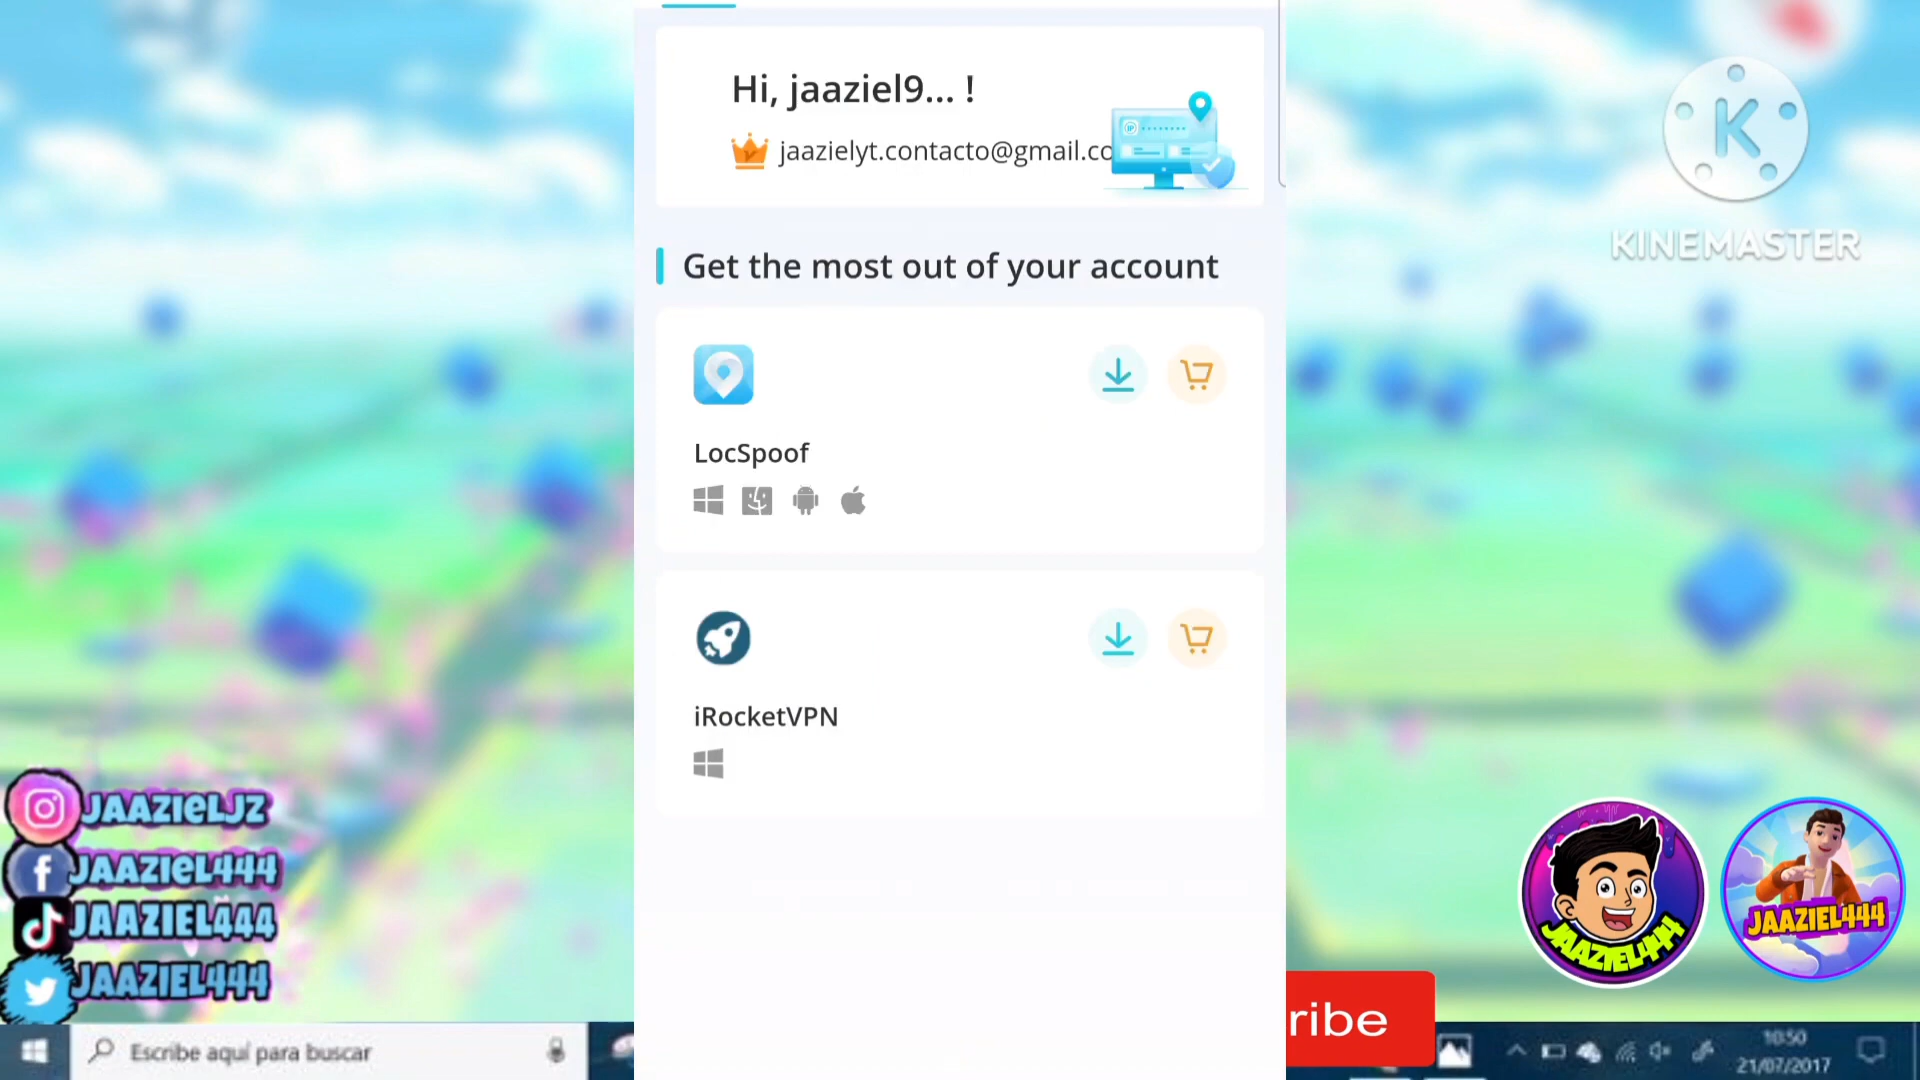 Hi, jaaziel9... !
jaazielyt.contacto@gmail.co
Get the most out of your account
LocSpoof
iRocketVPN
K
KINEMASTER
JAAZIELJZ
JAAZIEL444
JAAZIEL444
JAAZIEL444
JAAZIEL444
JAAZIEL444
ribe
Escribe aquí para buscar
10:50
21/07/2017